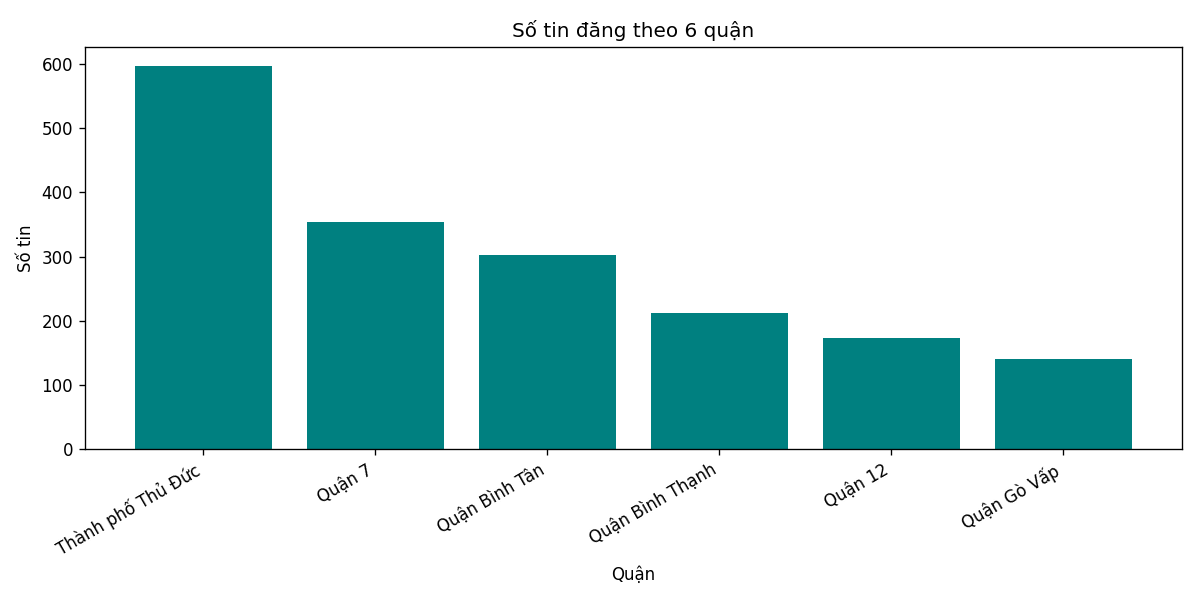 Số tin đăng theo 6 quận
Số tin
600
500
400
300
200
100
0
Thành phố Thủ Đức
Quận 7
Quận Bình Tân
Quận Bình Thạnh
Quận 12
Quận Gò Vấp
Quận